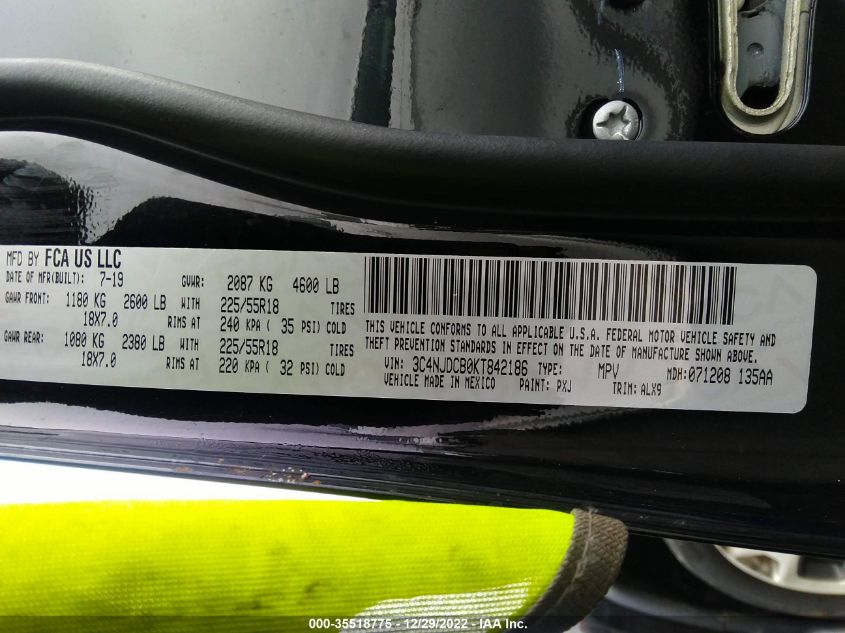 MFD BY FCA US LLC
DATE OF MFR(BUILT): 7-19 GVWR: 2087 KG 4600 LB
GAWR FRONT: 1180 KG 2600 LB WITH 225/55R18 TIRES
18X7.0 RIMS AT 240 KPA ( 35 PSI) COLD
GAWR REAR: 1080 KG 2380 LB WITH 225/55R18 TIRES
18X7.0 RIMS AT 220 KPA ( 32 PSI) COLD
THIS VEHICLE CONFORMS TO ALL APPLICABLE U.S.A. FEDERAL MOTOR VEHICLE SAFETY AND
THEFT PREVENTION STANDARDS IN EFFECT ON THE DATE OF MANUFACTURE SHOWN ABOVE.
VIN: 3C4NJDCB0KT842186 TYPE: MPV MDH: 071208 135AA
VEHICLE MADE IN MEXICO PAINT: PXJ TRIM: ALX9
000-35518775 - 12/29/2022 - IAA Inc.